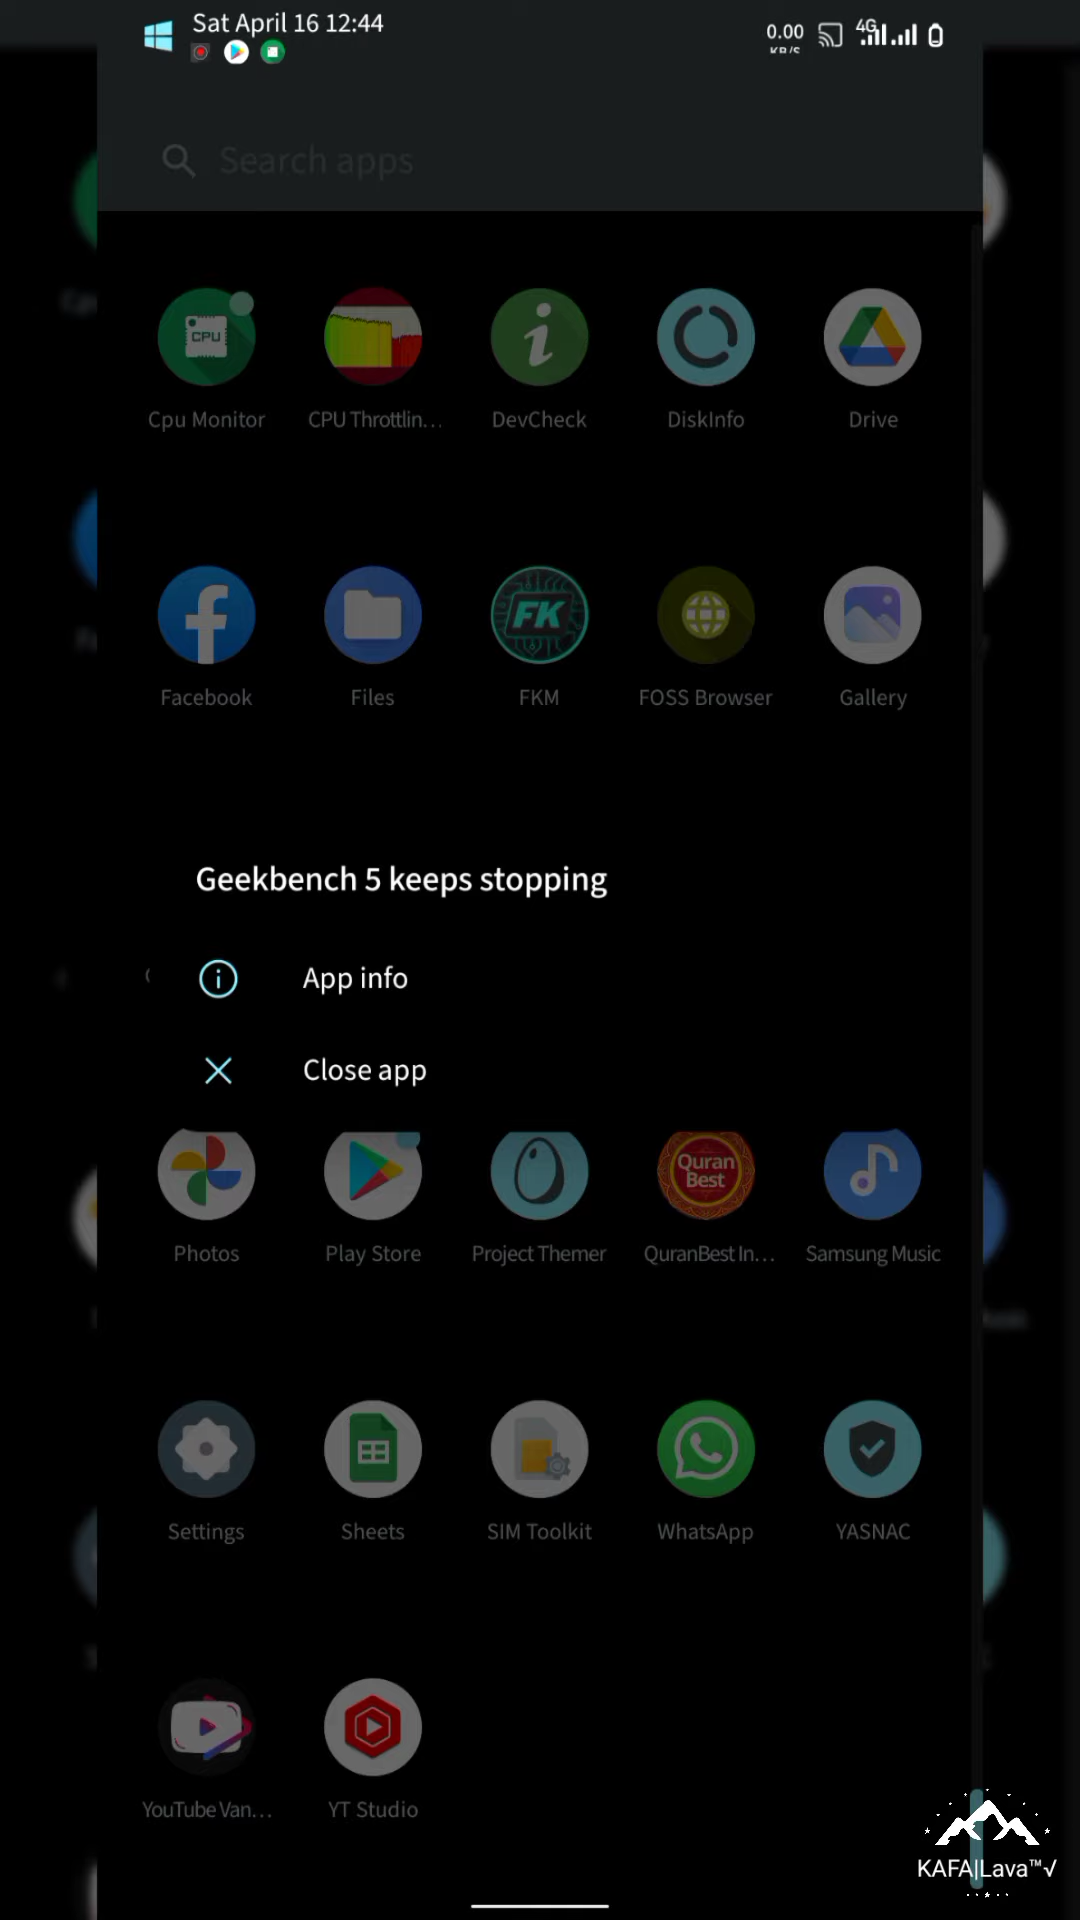 Sat April 16 12:44
0.00
KB/S
4G
Search apps
CPU
Cpu Monitor
CPU Throttlin...
DevCheck
DiskInfo
Drive
FK
Facebook
Files
FKM
FOSS Browser
Gallery
Geekbench 5 keeps stopping
App info
Close app
Quran
Best
Photos
Play Store
Project Themer
QuranBest In...
Samsung Music
Settings
Sheets
SIM Toolkit
WhatsApp
YASNAC
YouTube Van...
YT Studio
KAFA|Lava™√